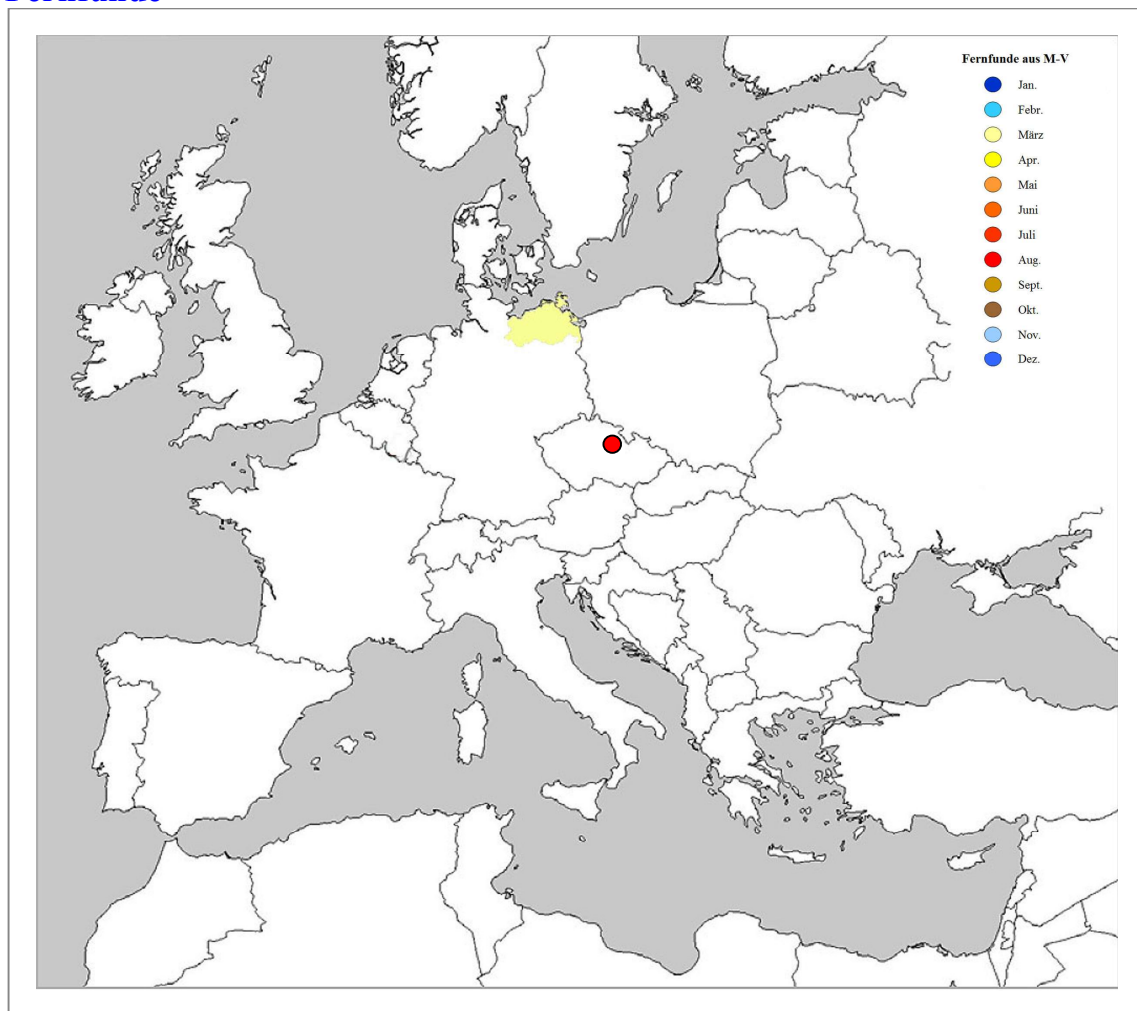 Fernfunde aus M-V
Jan.
Febr.
März
Apr.
Mai
Juni
Juli
Aug.
Sept.
Okt.
Nov.
Dez.